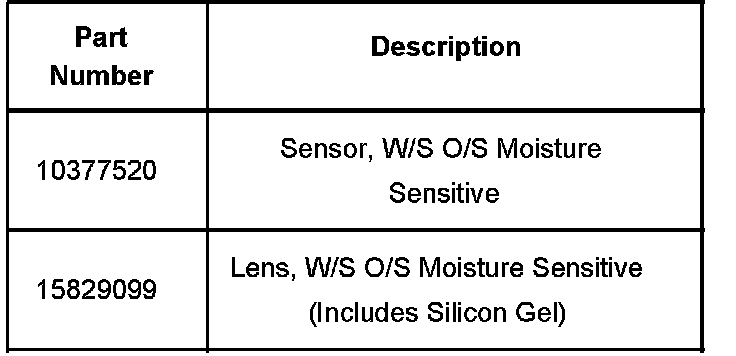 Part
Number
Description
10377520
Sensor, W/S O/S Moisture
Sensitive
15829099
Lens, W/S O/S Moisture Sensitive
(Includes Silicon Gel)